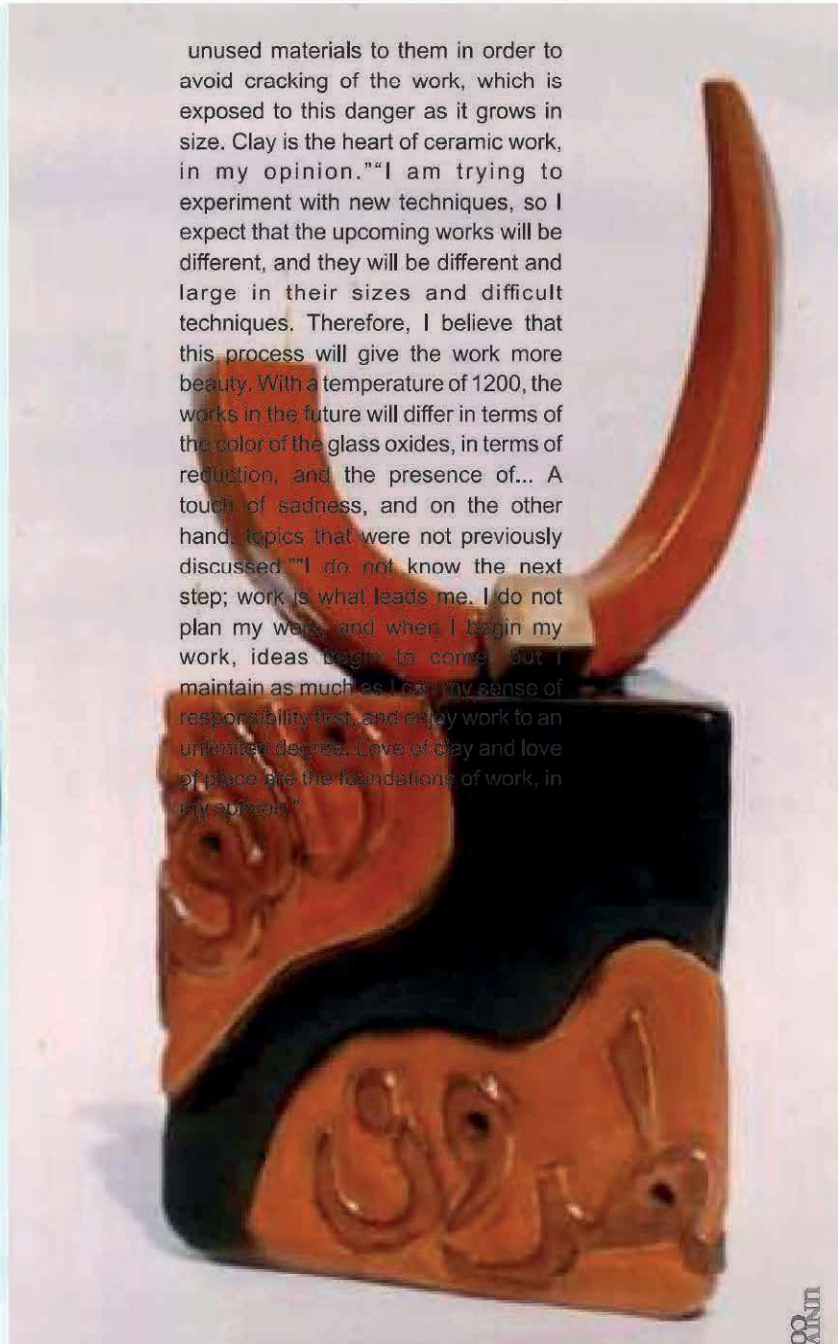 unused materials to them in order to
avoid cracking of the work, which is
exposed to this danger as it grows in
size. Clay is the heart of ceramic work,
in my opinion.”“I am trying to
experiment with new techniques, so I
expect that the upcoming works will be
different, and they will be different and
large in their sizes and difficult
techniques. Therefore, I believe that
this process will give the work more
beauty. With a temperature of 1200, the
works in the future will differ in terms of
the color of the glass oxides, in terms of
reduction, and the presence of... A
touch of sadness, and on the other
hand, topics that were not previously
discussed.”“I do not know the next
step; work is what leads me. I do not
plan my work, and when I begin my
work, ideas begin to come, but I
maintain as much as I can my sense of
responsibility first, and enjoy work to an
unlimited degree. Love of clay and love
of place are the foundations of work, in
my opinion.”